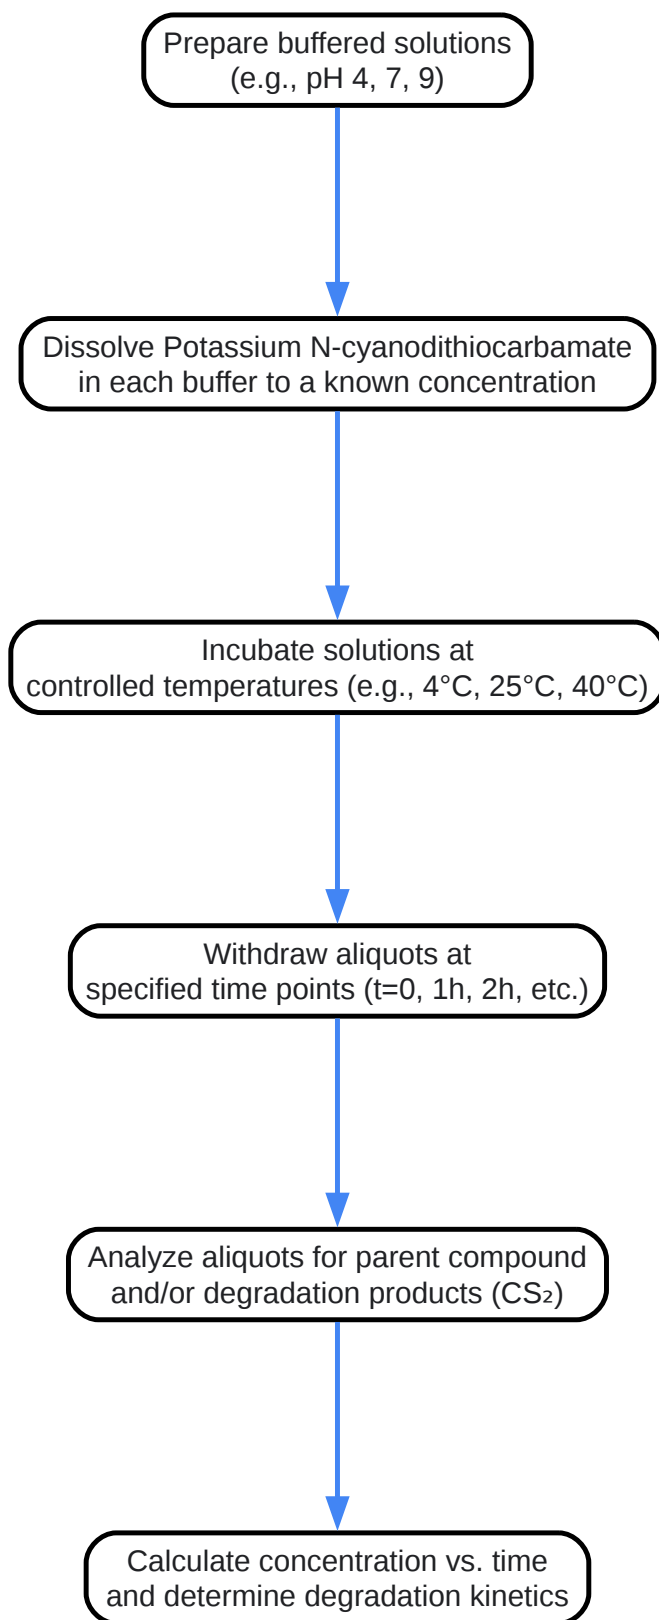 Prepare buffered solutions
(e.g., pH 4, 7, 9)
Dissolve Potassium N-cyanodithiocarbamate
in each buffer to a known concentration
Incubate solutions at
controlled temperatures (e.g., 4°C, 25°C, 40°C)
Withdraw aliquots at
specified time points (t=0, 1h, 2h, etc.)
Analyze aliquots for parent compound
and/or degradation products (CS₂)
Calculate concentration vs. time
and determine degradation kinetics